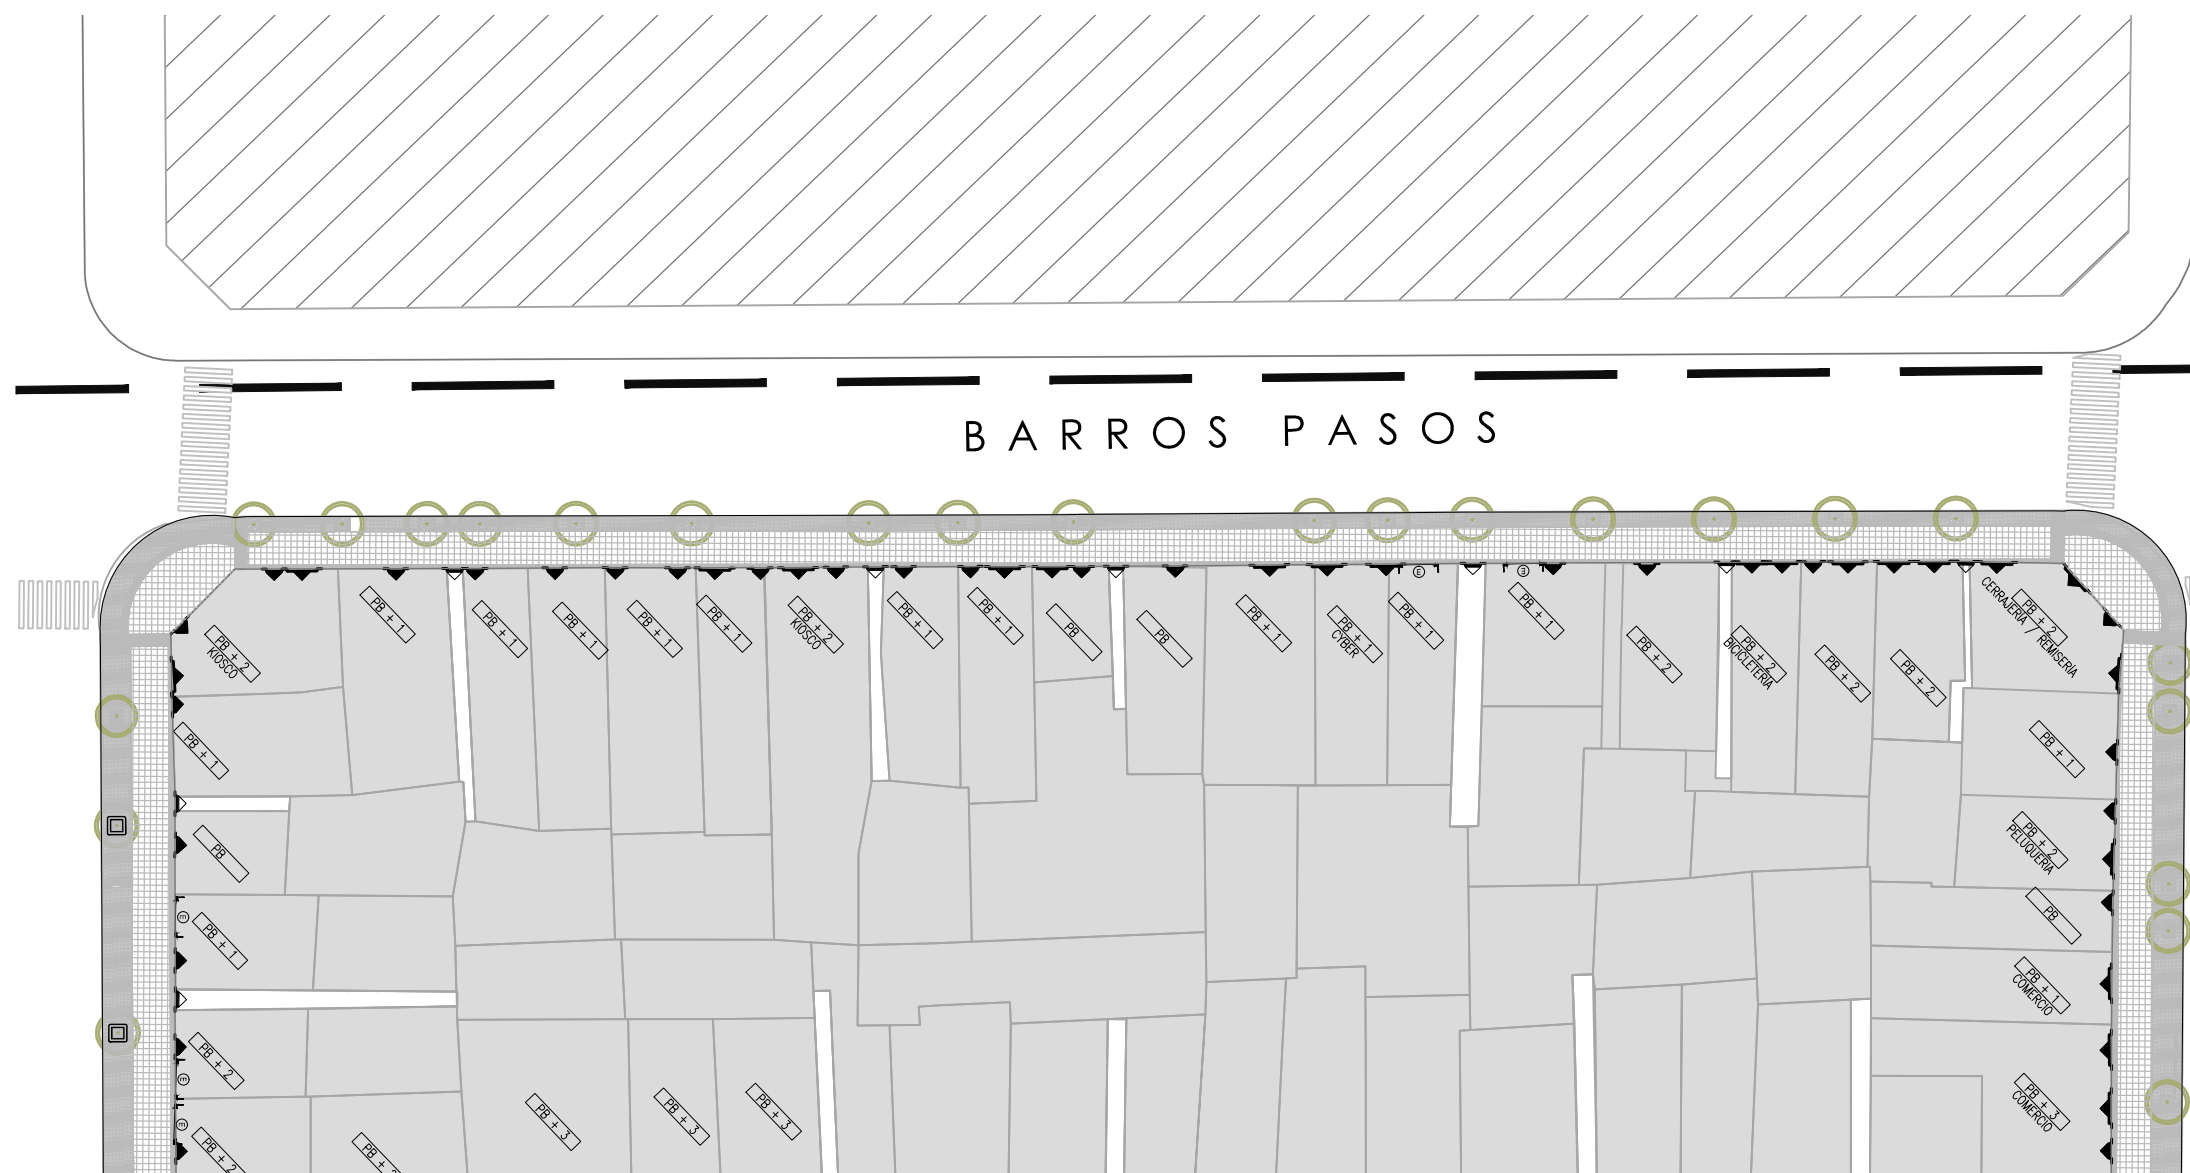 BARROS PASOS
PB + 2
KIOSCO
PB + 1
PB + 1
PB + 1
PB + 1
PB + 1
PB + 2
KIOSCO
PB + 1
PB + 1
PB
PB
PB + 1
PB + 1
CYBER
PB + 1
E
E
PB + 1
PB + 2
PB + 2
BICICLETERIA
PB + 2
PB + 2
PB + 2
CERRAJERIA / REMISERÍA
PB + 1
PB + 1
PB
PB + 2
PELUQUERIA
PB
E
PB + 1
PB + 1
COMERCIO
PB + 2
E
PB + 3
PB + 3
PB + 3
PB + 3
COMERCIO
E
PB + 2